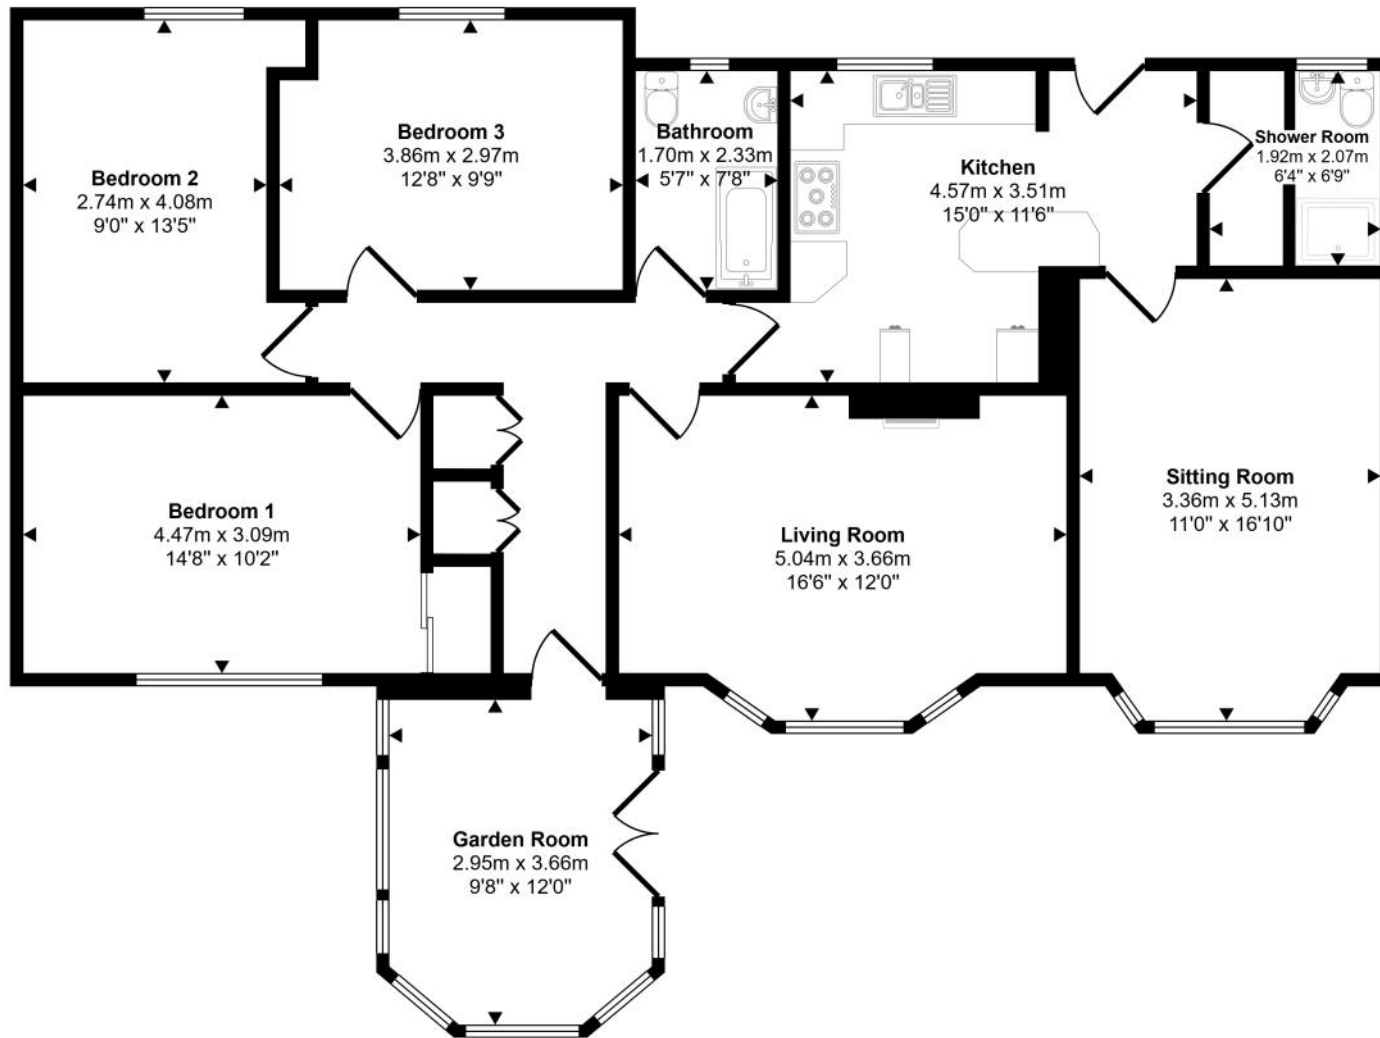 Bedroom 2
2.74m x 4.08m
9'0" x 13'5"
Bedroom 3
3.86m x 2.97m
12'8" x 9'9"
Bathroom
1.70m x 2.33m
5'7" x 7'8"
Kitchen
4.57m x 3.51m
15'0" x 11'6"
Shower Room
1.92m x 2.07m
6'4" x 6'9"
Bedroom 1
4.47m x 3.09m
14'8" x 10'2"
Living Room
5.04m x 3.66m
16'6" x 12'0"
Sitting Room
3.36m x 5.13m
11'0" x 16'10"
Garden Room
2.95m x 3.66m
9'8" x 12'0"